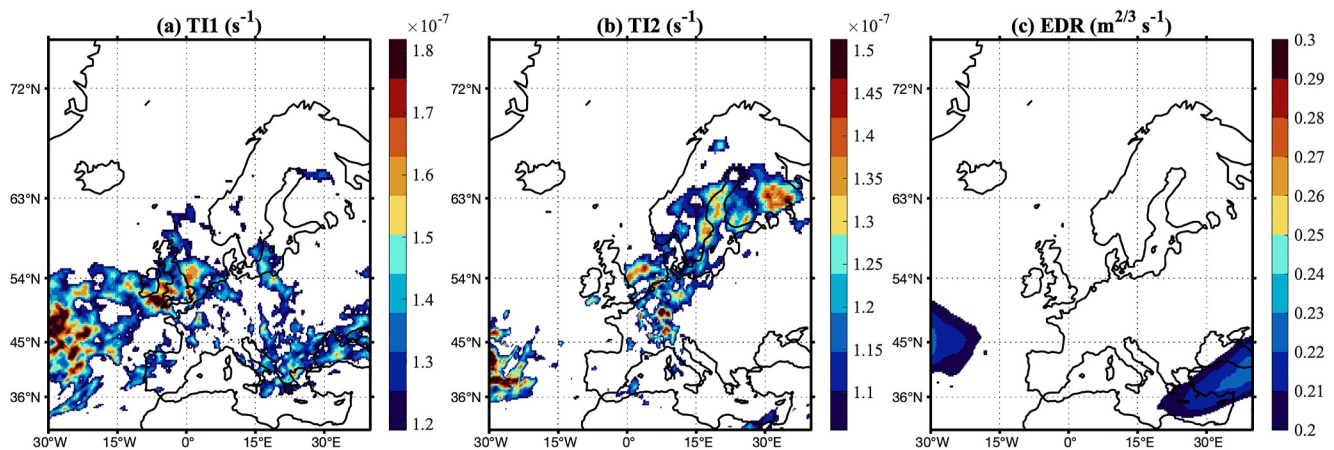 (a) TI1 (s⁻¹)
×10⁻⁷
(b) TI2 (s⁻¹)
×10⁻⁷
(c) EDR (m²ᐟ³ s⁻¹)
72°N
63°N
54°N
45°N
36°N
30°W 15°W 0° 15°E 30°E
1.8
1.7
1.6
1.5
1.4
1.3
1.2
72°N
63°N
54°N
45°N
36°N
30°W 15°W 0° 15°E 30°E
1.5
1.45
1.4
1.35
1.3
1.25
1.2
1.15
1.1
72°N
63°N
54°N
45°N
36°N
30°W 15°W 0° 15°E 30°E
0.3
0.29
0.28
0.27
0.26
0.25
0.24
0.23
0.22
0.21
0.2